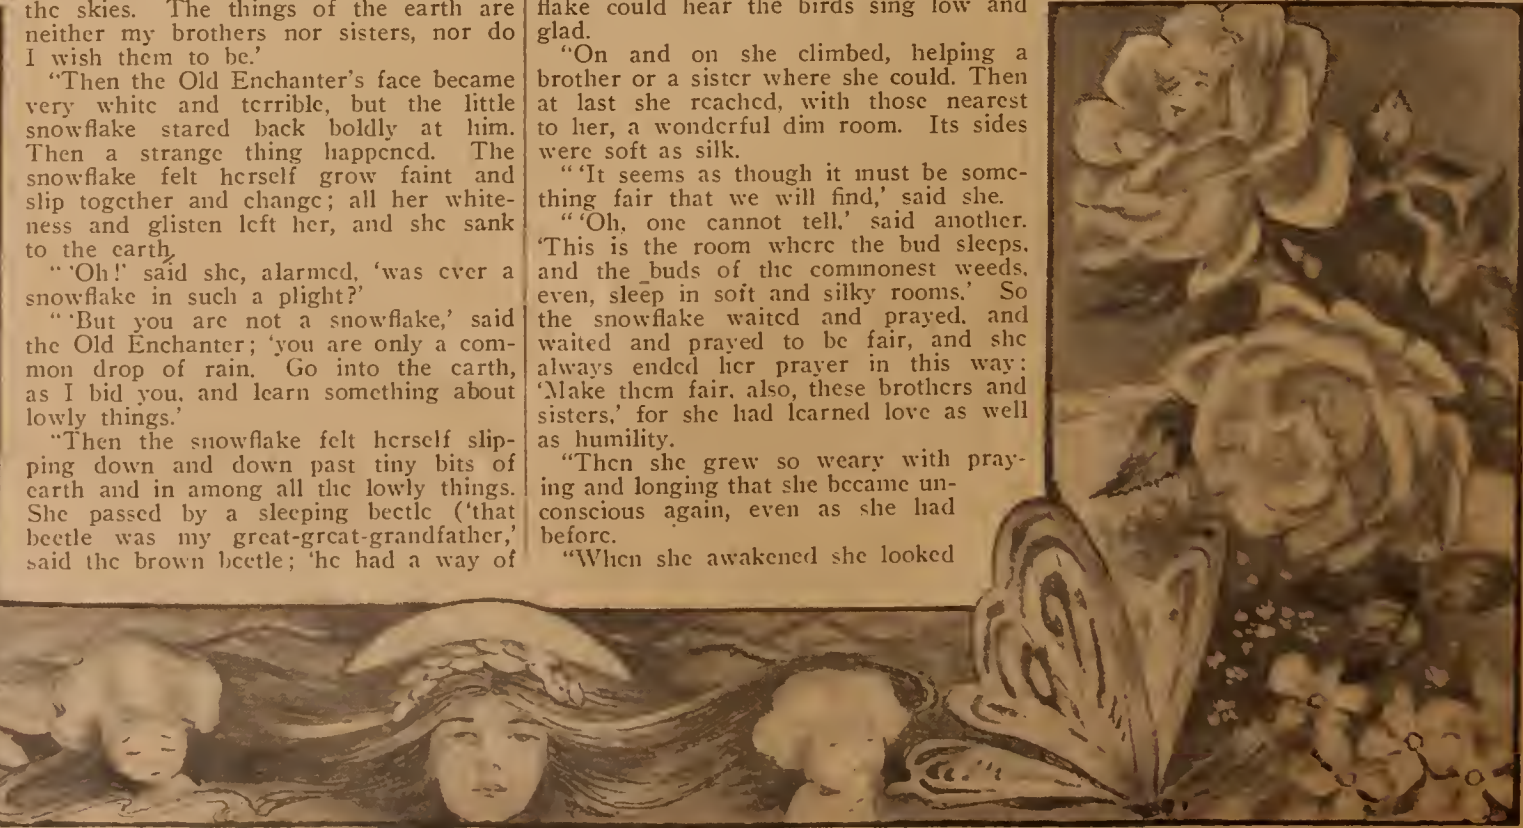 the skies. The things of the earth are
neither my brothers nor sisters, nor do
I wish them to be.’
“Then the Old Enchanter’s face became
very white and terrible, but the little
snowflake stared back boldly at him.
Then a strange thing happened. The
snowflake felt herself grow faint and
slip together and change; all her white-
ness and glisten left her, and she sank
to the earth.
“ ‘Oh!’ said she, alarmed, ‘was ever a
snowflake in such a plight?’
“ ‘But you are not a snowflake,’ said
the Old Enchanter; ‘you are only a com-
mon drop of rain. Go into the earth,
as I bid you, and learn something about
lowly things.’
“Then the snowflake felt herself slip-
ping down and down past tiny bits of
earth and in among all the lowly things.
She passed by a sleeping beetle (‘that
beetle was my great-great-grandfather,’
said the brown beetle; ‘he had a way of
flake could hear the birds sing low and
glad.
“On and on she climbed, helping a
brother or a sister where she could. Then
at last she reached, with those nearest
to her, a wonderful dim room. Its sides
were soft as silk.
“ ‘It seems as though it must be some-
thing fair that we will find,’ said she.
“ ‘Oh, one cannot tell,’ said another.
‘This is the room where the bud sleeps,
and the buds of the commonest weeds,
even, sleep in soft and silky rooms.’ So
the snowflake waited and prayed, and
waited and prayed to be fair, and she
always ended her prayer in this way:
‘Make them fair, also, these brothers and
sisters,’ for she had learned love as well
as humility.
“Then she grew so weary with pray-
ing and longing that she became un-
conscious again, even as she had
before.
“When she awakened she looked